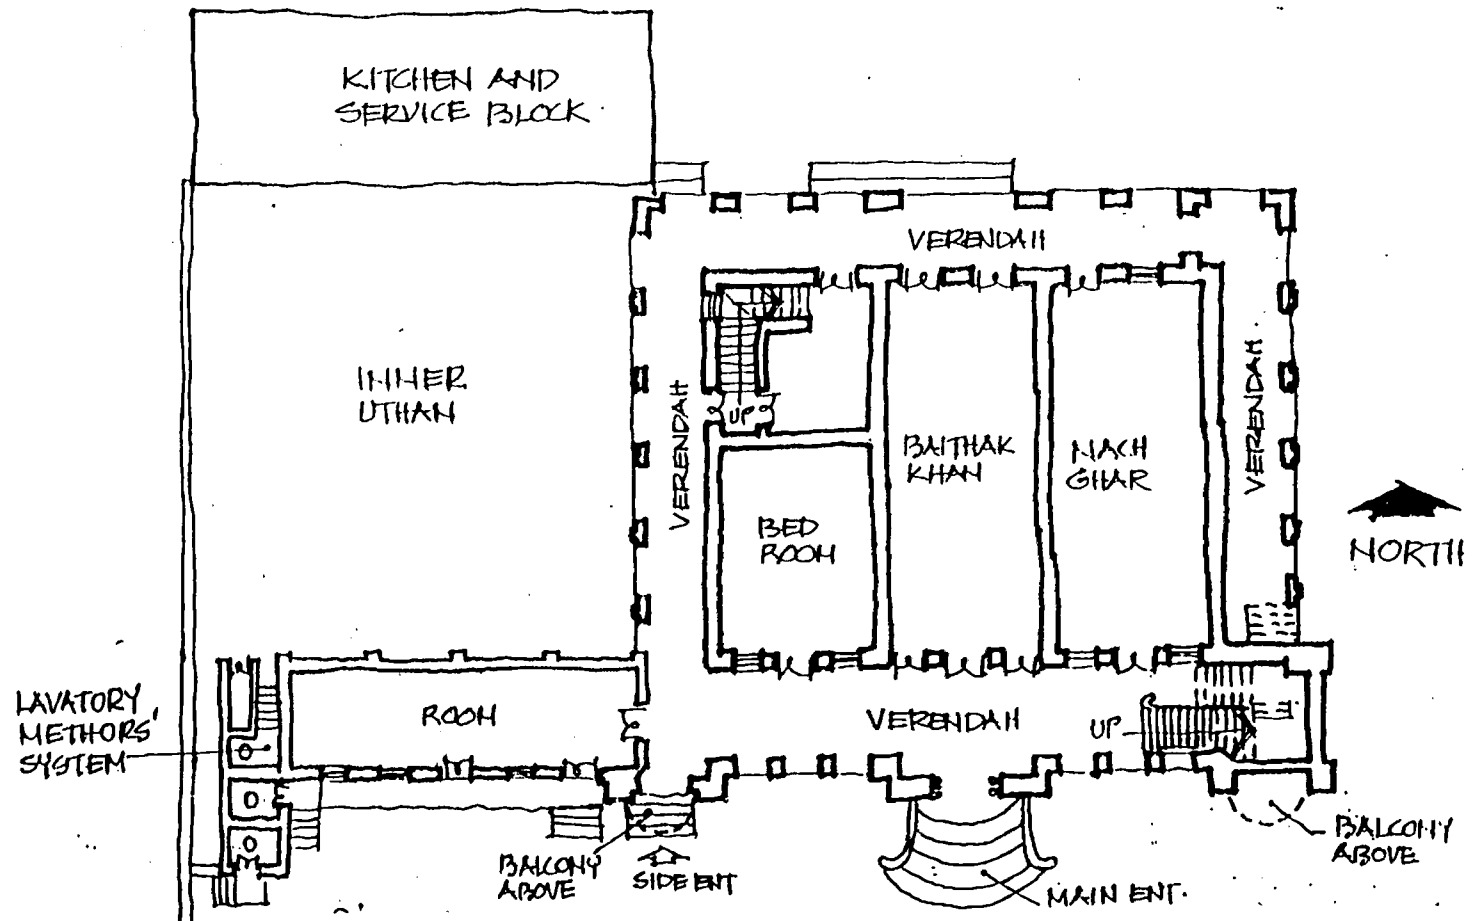 KITCHEN AND
SERVICE BLOCK
VERENDAH
INNER
UTHAN
VERENDAH
VERENDAH
UP
BAITHAK
KHAN
NACH
GHAR
BED
ROOM
NORTH
LAVATORY
METHORS'
SYSTEM
ROOM
VERENDAH
UP
BALCONY
ABOVE
SIDE ENT
MAIN ENT.
BALCONY
ABOVE